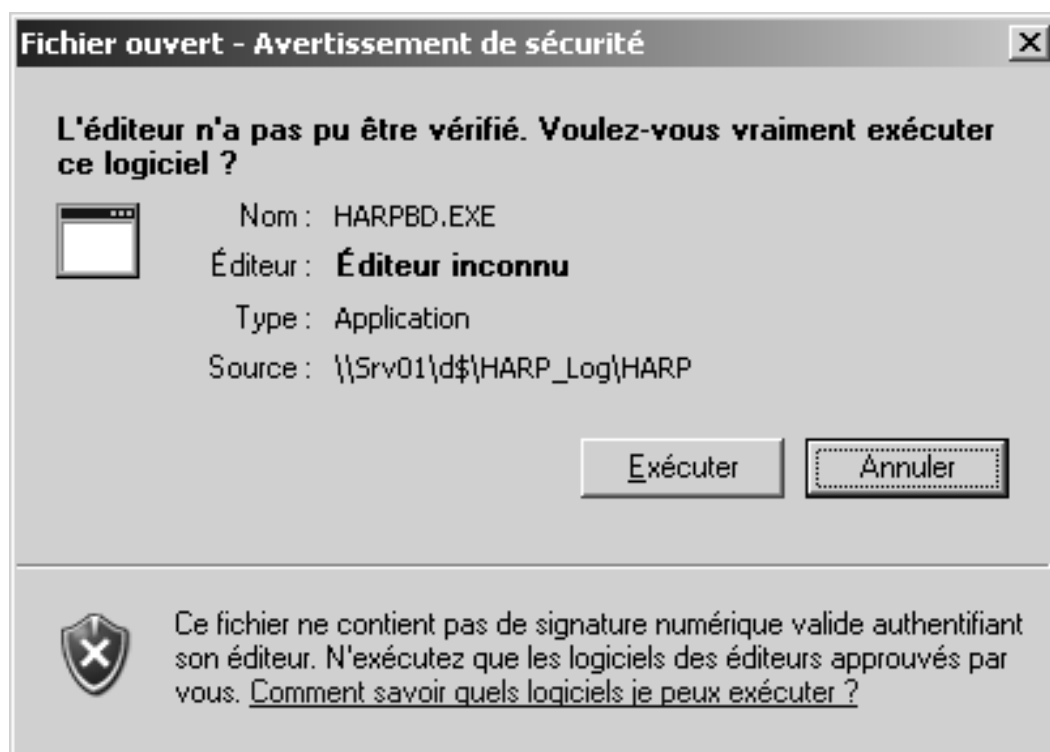 Fichier ouvert - Avertissement de sécurité
L'éditeur n'a pas pu être vérifié. Voulez-vous vraiment exécuter
ce logiciel ?
Nom : HARPBD.EXE
Éditeur : Éditeur inconnu
Type : Application
Source : \\Srv01\d$\HARP_Log\HARP
Exécuter Annuler
Ce fichier ne contient pas de signature numérique valide authentifiant
son éditeur. N'exécutez que les logiciels des éditeurs approuvés par
vous. Comment savoir quels logiciels je peux exécuter ?